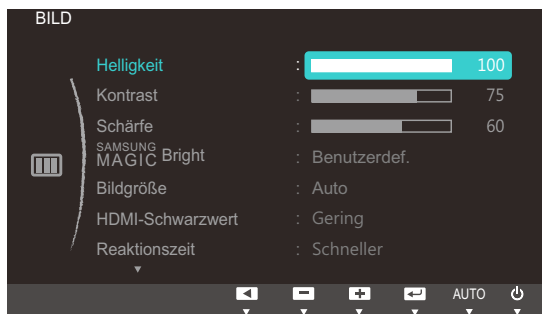 BILD
Helligkeit : 100
Kontrast : 75
Schärfe : 60
SAMSUNG
MAGIC Bright : Benutzerdef.
Bildgröße : Auto
HDMI-Schwarzwert : Gering
Reaktionszeit : Schneller
AUTO